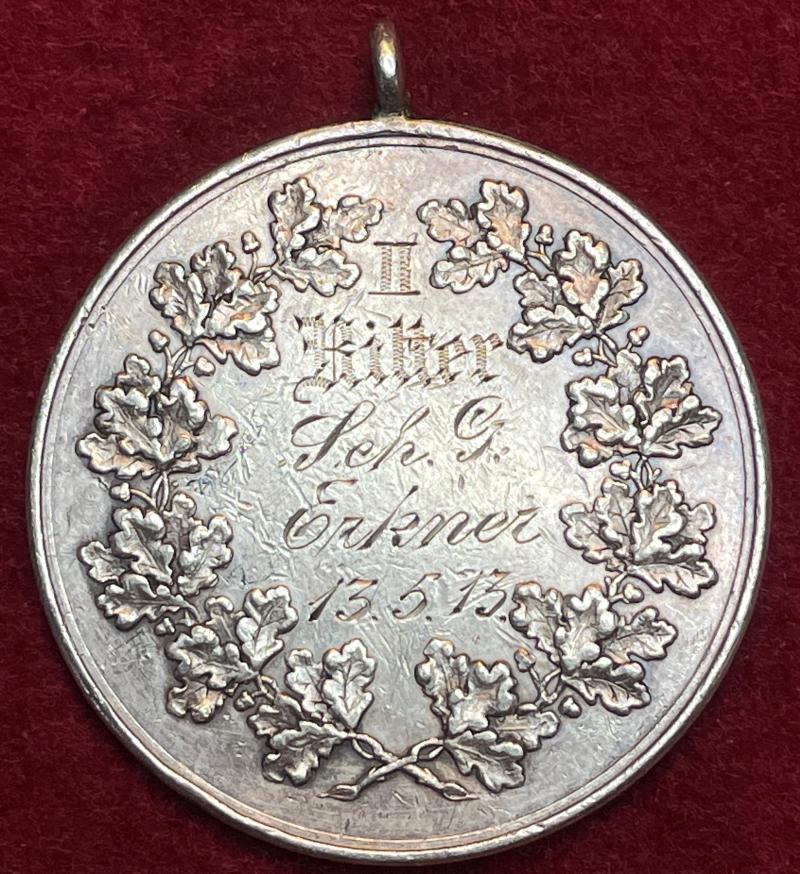 II
Ritter
Sch. G.
Erkner
13.5.13.